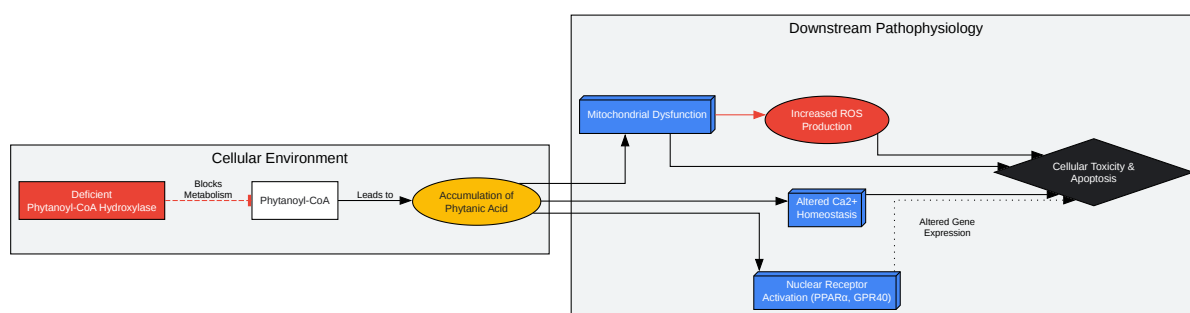 Downstream Pathophysiology
Mitochondrial Dysfunction
Increased ROS
Production
Cellular Environment
Cellular Toxicity &
Apoptosis
Deficient
Phytanoyl-CoA Hydroxylase
Blocks
Metabolism
Phytanoyl-CoA
Leads to
Accumulation of
Phytanic Acid
Altered Ca2+
Homeostasis
Altered Gene
Expression
Nuclear Receptor
Activation (PPARα, GPR40)